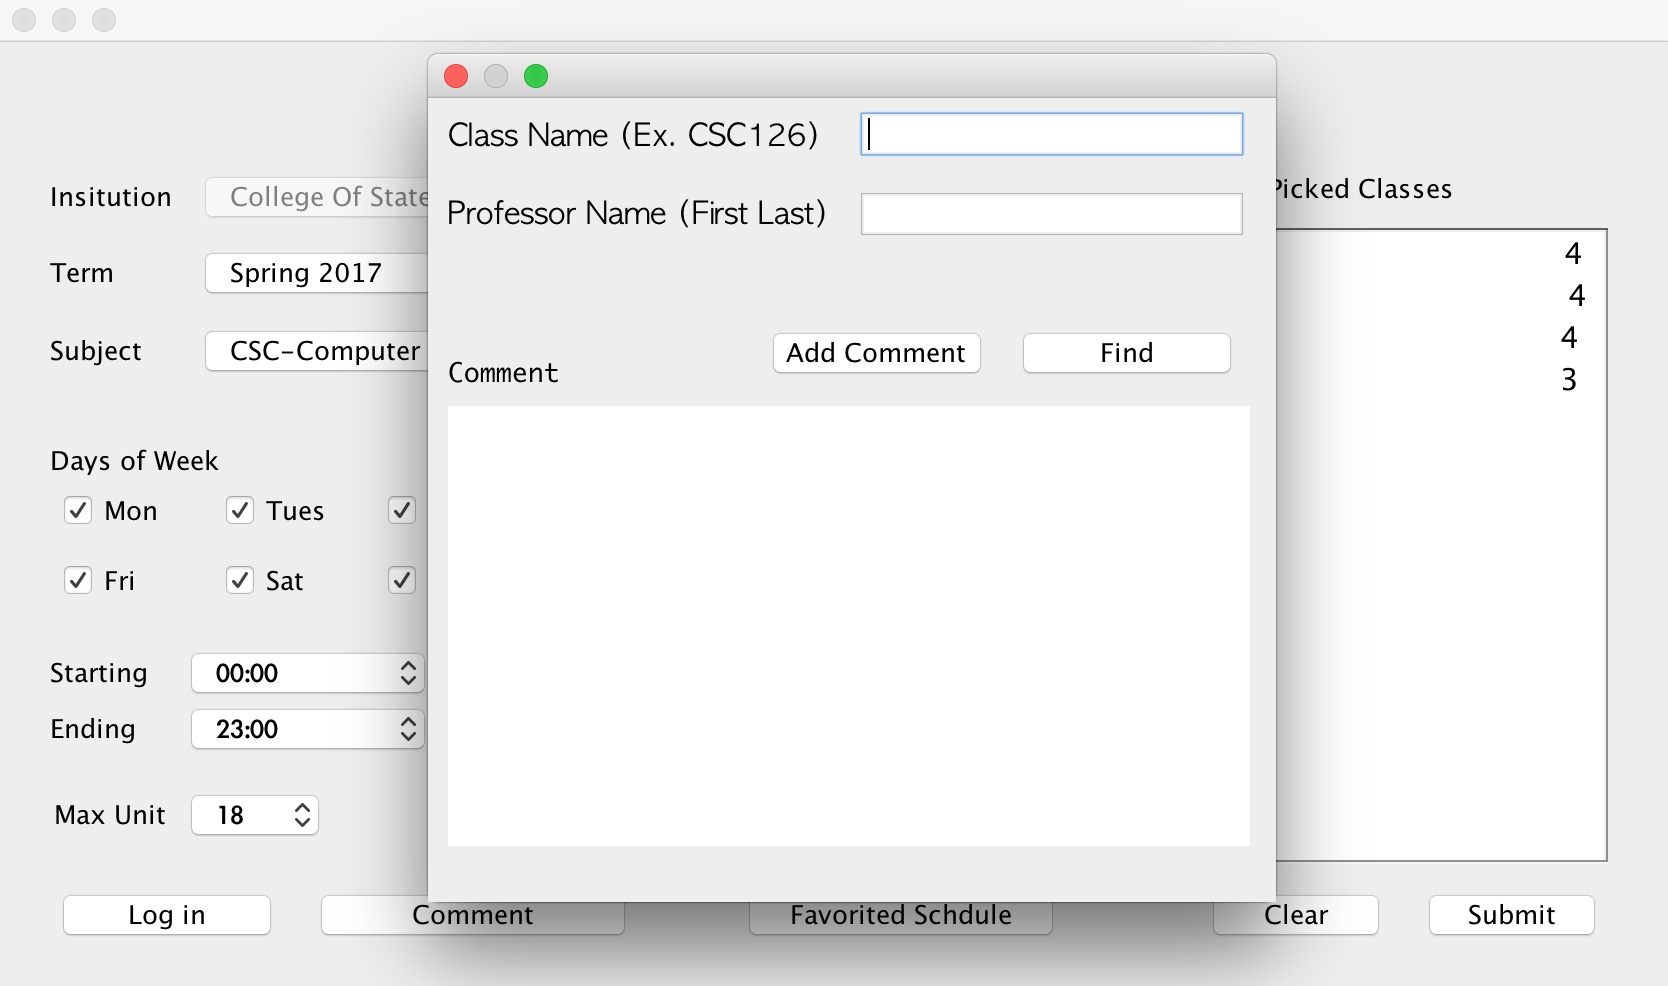 Class Name (Ex. CSC126)
Professor Name (First Last)
Add Comment
Find
Comment
Insitution
College Of State
Term
Spring 2017
Subject
CSC-Computer
Days of Week
Mon
Tues
Fri
Sat
Starting
00:00
Ending
23:00
Max Unit
18
Picked Classes
4
4
4
3
Log in
Comment
Favorited Schdule
Clear
Submit